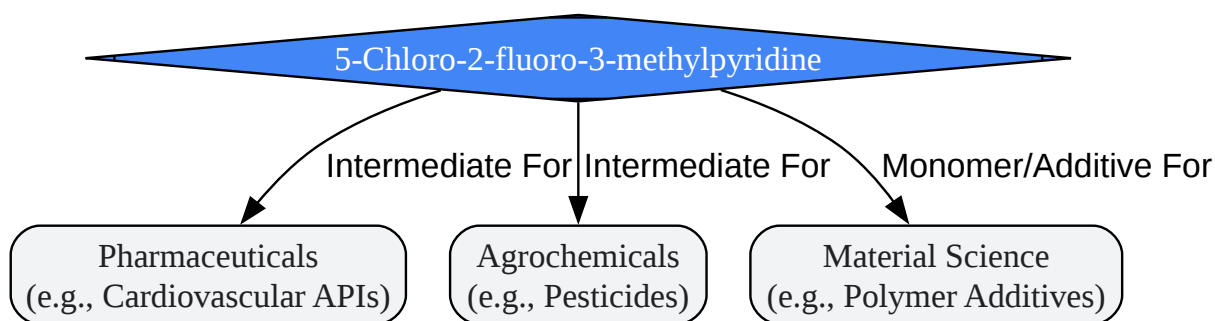 5-Chloro-2-fluoro-3-methylpyridine
Intermediate For
Intermediate For
Monomer/Additive For
Pharmaceuticals
(e.g., Cardiovascular APIs)
Agrochemicals
(e.g., Pesticides)
Material Science
(e.g., Polymer Additives)